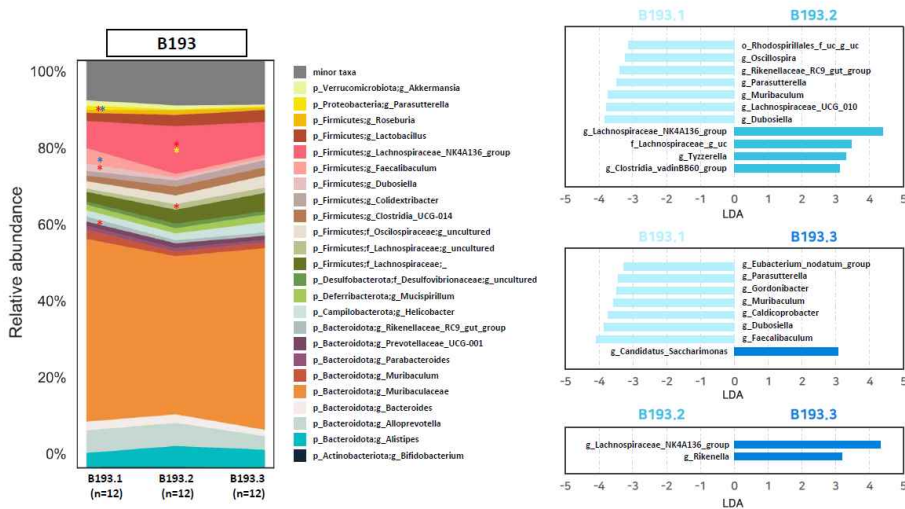 B193
100%
80%
60%
40%
20%
0%
Relative abundance
B193.1
(n=12)
B193.2
(n=12)
B193.3
(n=12)
minor taxa
p_Verrucomicrobiota;g_Akkermansia
p_Proteobacteria;g_Parasutterella
p_Firmicutes;g_Roseburia
p_Firmicutes;g_Lactobacillus
p_Firmicutes;g_Lachnospiraceae_NK4A136_group
p_Firmicutes;g_Faecalibaculum
p_Firmicutes;g_Dubosiella
p_Firmicutes;g_Colidextribacter
p_Firmicutes;g_Clostridia_UCG-014
p_Firmicutes;f_Oscilospiraceae;g_uncultured
p_Firmicutes;f_Lachnospiraceae;g_uncultured
p_Firmicutes;f_Lachnospiraceae;_
p_Desulfobacterota;f_Desulfovibrionaceae;g_uncultured
p_Deferribacterota;g_Mucispirillum
p_Campilobacterota;g_Helicobacter
p_Bacteroidota;g_Rikenellaceae_RC9_gut_group
p_Bacteroidota;g_Prevotellaceae_UCG-001
p_Bacteroidota;g_Parabacteroides
p_Bacteroidota;g_Muribaculum
p_Bacteroidota;g_Muribaculaceae
p_Bacteroidota;g_Bacteroides
p_Bacteroidota;g_Alloprevotella
p_Bacteroidota;g_Alistipes
p_Actinobacteriota;g_Bifidobacterium
B193.1 B193.2
o_Rhodospirillales_f_uc_g_uc
g_Oscillospira
g_Rikenellaceae_RC9_gut_group
g_Parasutterella
g_Muribaculum
g_Lachnospiraceae_UCG_010
g_Dubosiella
g_Lachnospiraceae_NK4A136_group
f_Lachnospiraceae_g_uc
g_Tyzzerella
g_Clostridia_vadinBB60_group
-5 -4 -3 -2 -1 0 1 2 3 4 5
LDA
B193.1 B193.3
g_Eubacterium_nodatum_group
g_Parasutterella
g_Gordonibacter
g_Muribaculum
g_Caldicoprobacter
g_Dubosiella
g_Faecalibaculum
g_Candidatus_Saccharimonas
-5 -4 -3 -2 -1 0 1 2 3 4 5
LDA
B193.2 B193.3
g_Lachnospiraceae_NK4A136_group
g_Rikenella
-5 -4 -3 -2 -1 0 1 2 3 4 5
LDA